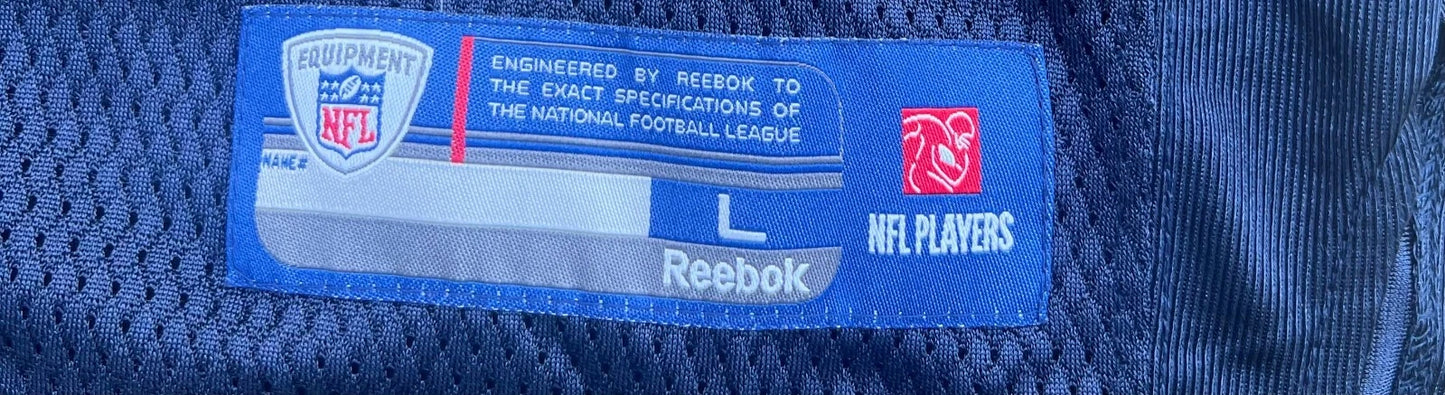 EQUIPMENT
NFL
ENGINEERED BY REEBOK TO
THE EXACT SPECIFICATIONS OF
THE NATIONAL FOOTBALL LEAGUE
NAME#
L
Reebok
NFL PLAYERS